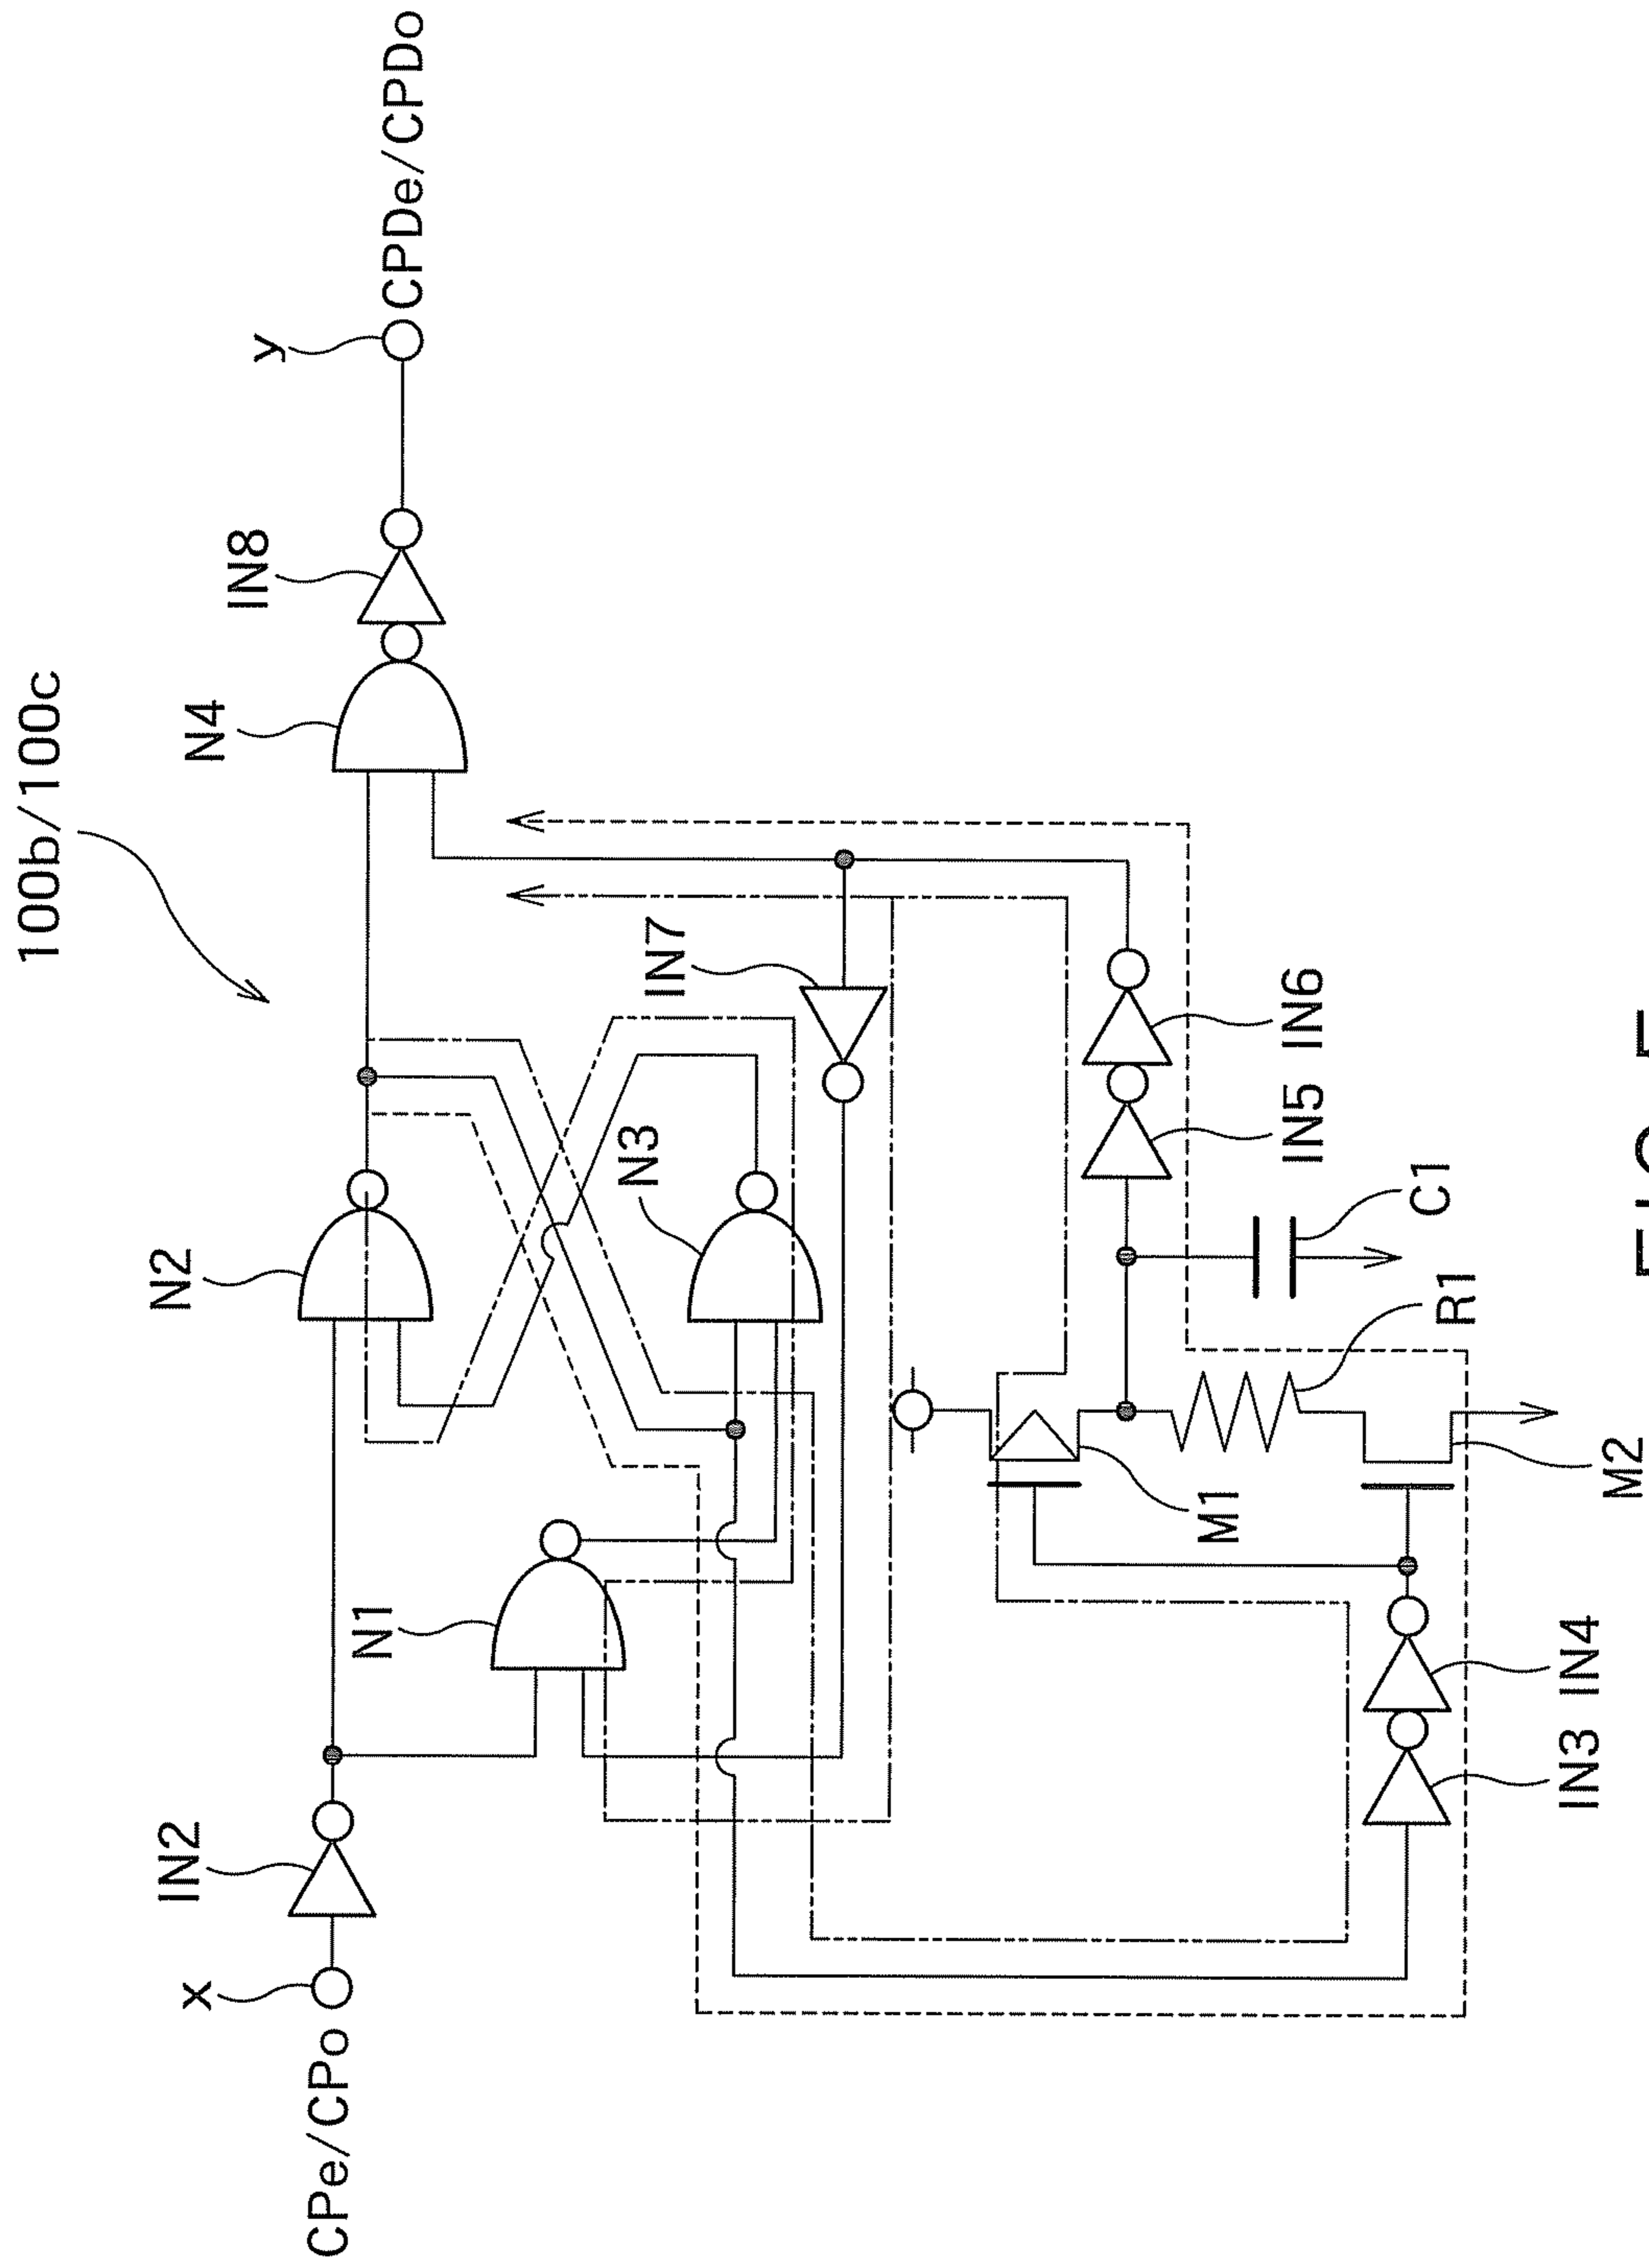 100b/100c
x
IN2
N2
N4
IN8
y
CPe/CPo
CPDe/CPDo
N1
N3
IN7
M1
IN5
IN6
C1
R1
IN3
IN4
M2